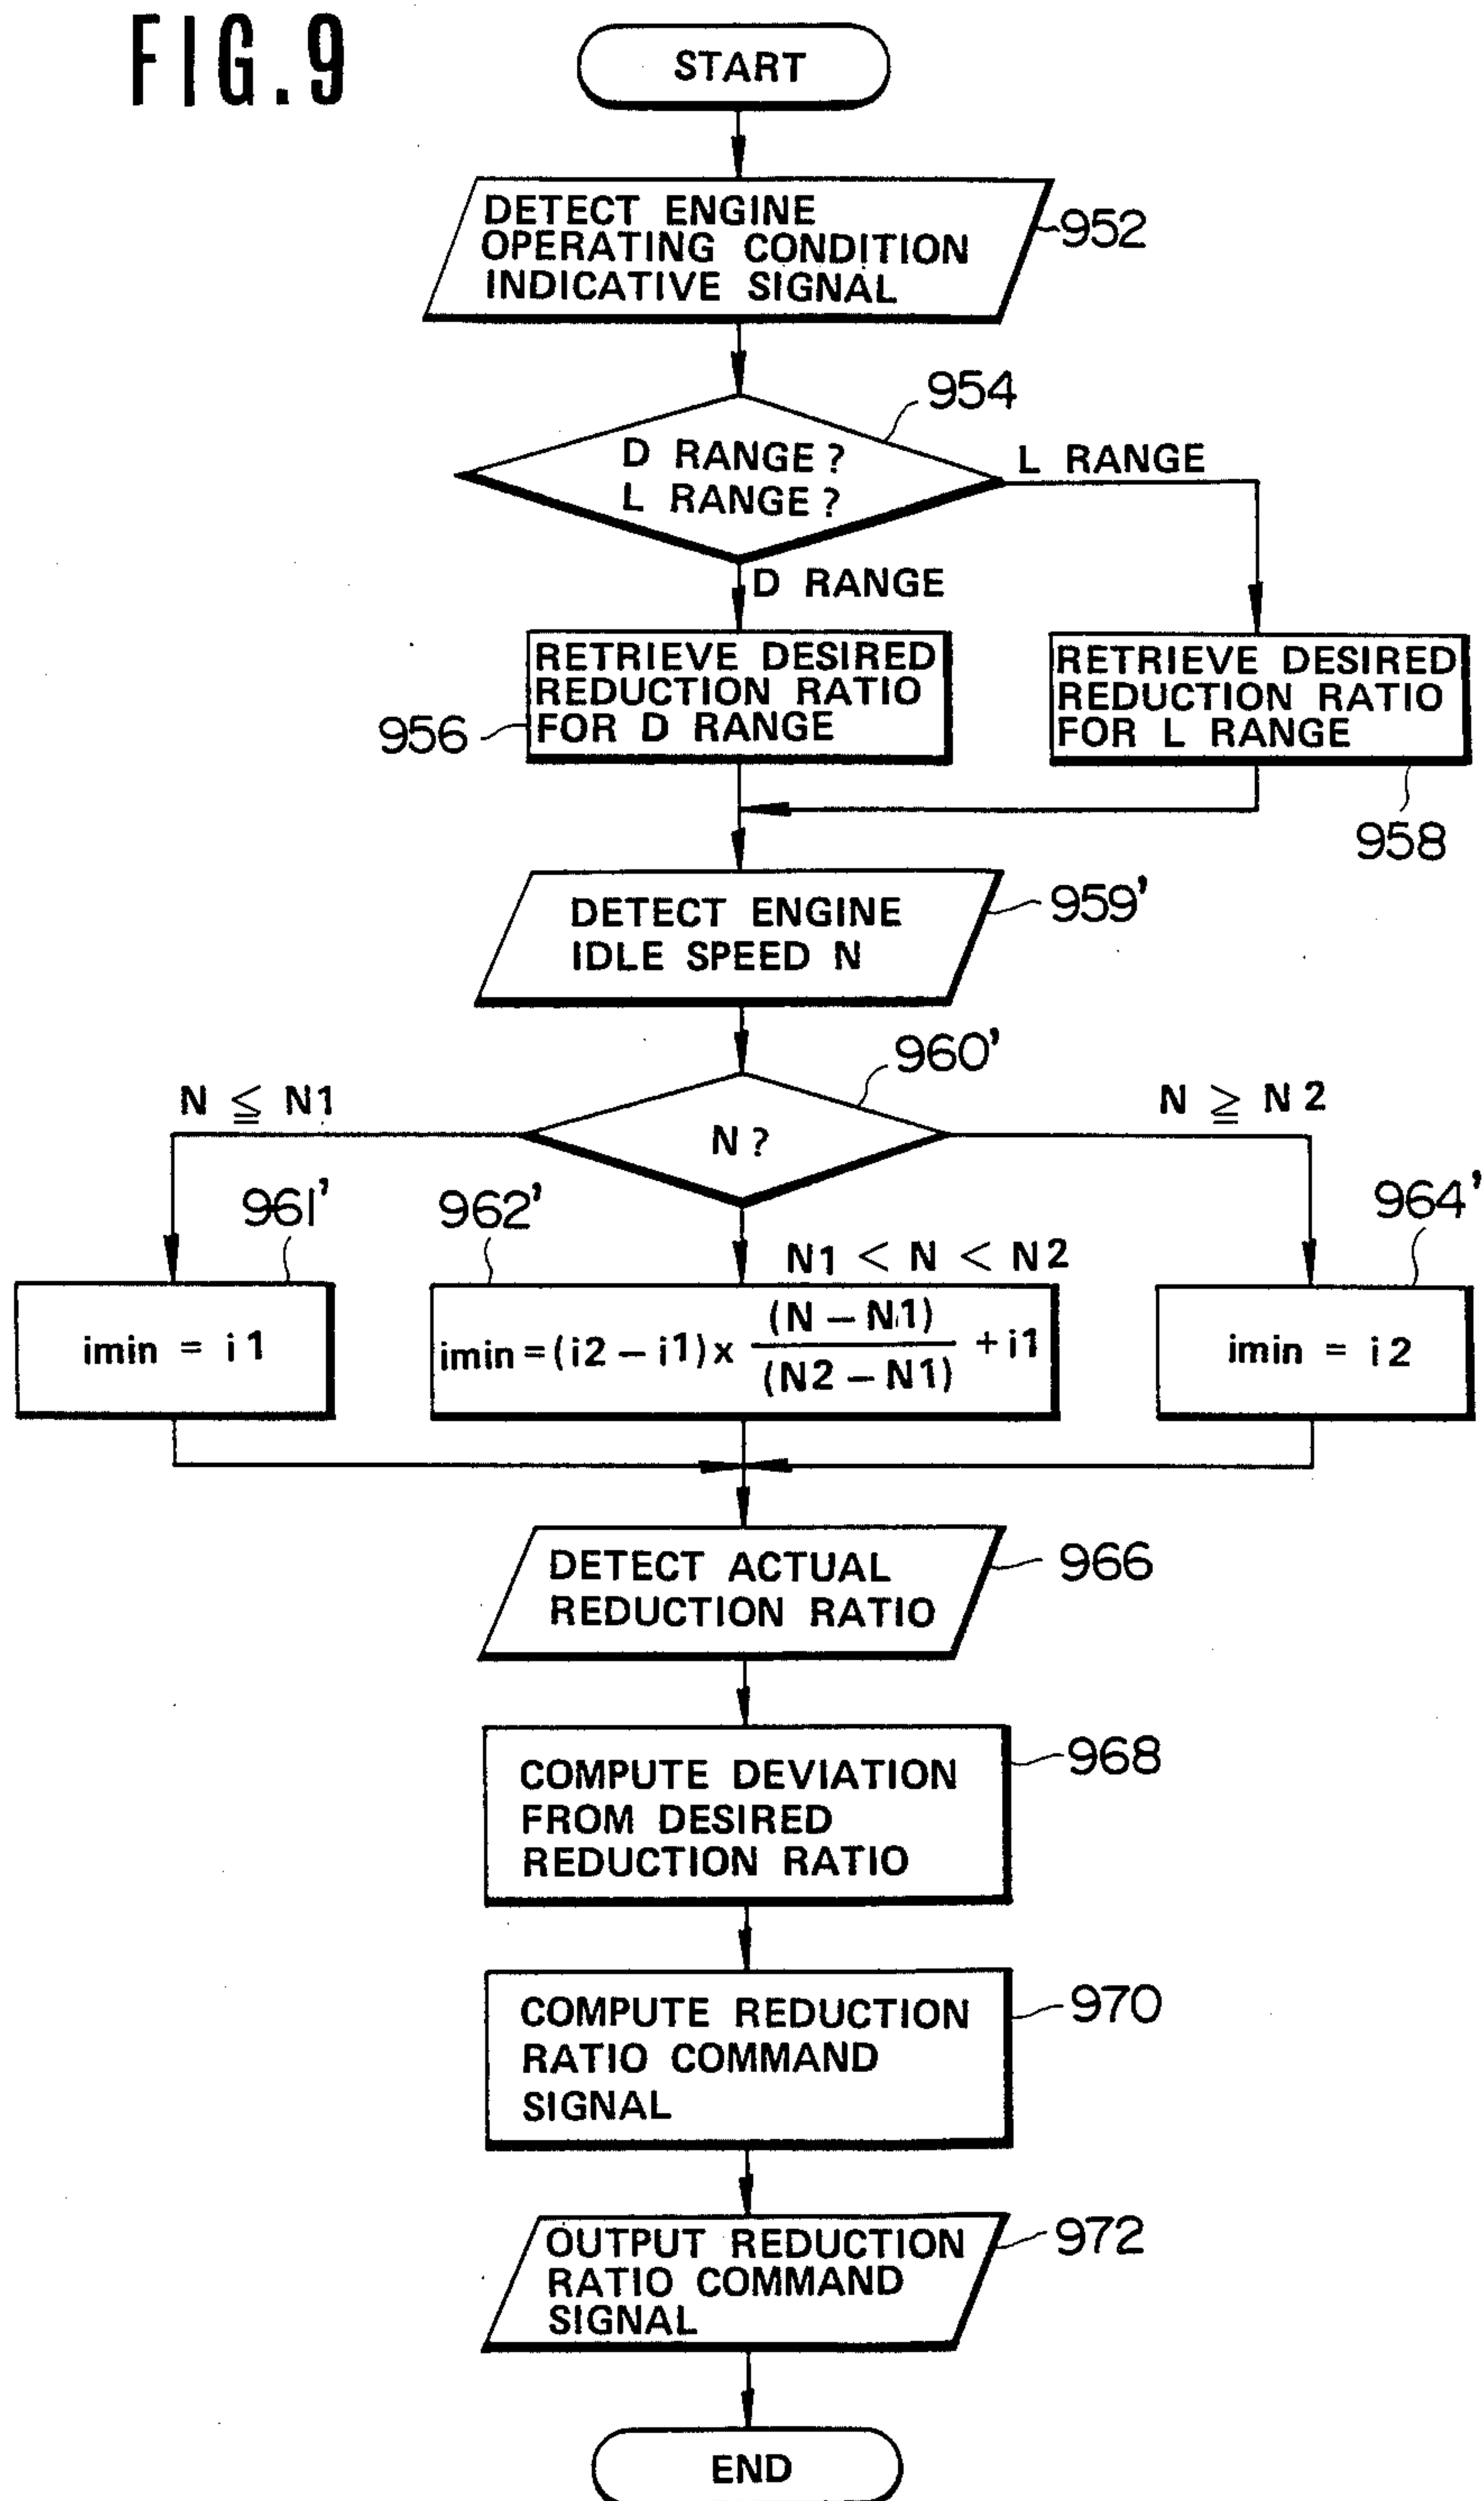 FIG.9
START
DETECT ENGINE
OPERATING CONDITION
INDICATIVE SIGNAL
952
954
D RANGE?
L RANGE?
L RANGE
D RANGE
RETRIEVE DESIRED
REDUCTION RATIO
FOR D RANGE
956
RETRIEVE DESIRED
REDUCTION RATIO
FOR L RANGE
958
DETECT ENGINE
IDLE SPEED N
959'
960'
N?
N ≦ N1
N ≧ N2
961'
962'
964'
N1 < N < N2
imin = i1
imin=(i2-i1)x (N-N1)/(N2-N1) +i1
imin = i2
DETECT ACTUAL
REDUCTION RATIO
966
COMPUTE DEVIATION
FROM DESIRED
REDUCTION RATIO
968
COMPUTE REDUCTION
RATIO COMMAND
SIGNAL
970
OUTPUT REDUCTION
RATIO COMMAND
SIGNAL
972
END